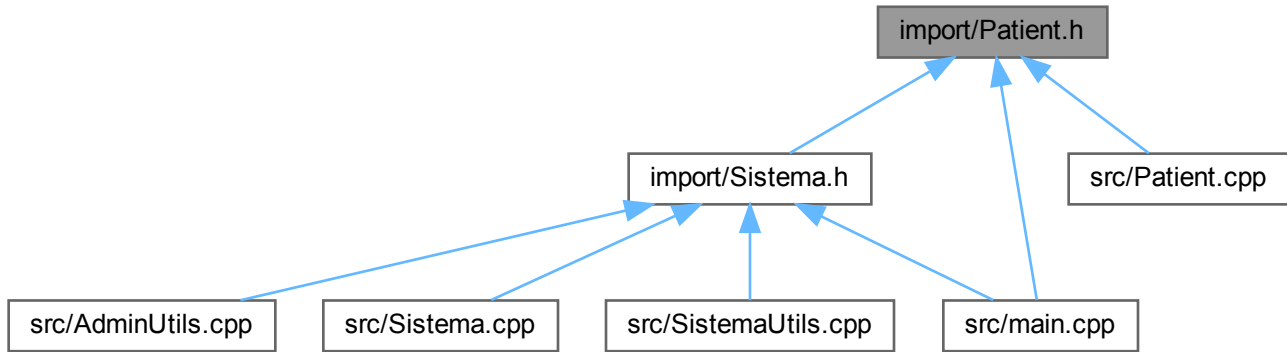 import/Patient.h
import/Sistema.h
src/Patient.cpp
src/AdminUtils.cpp
src/Sistema.cpp
src/SistemaUtils.cpp
src/main.cpp